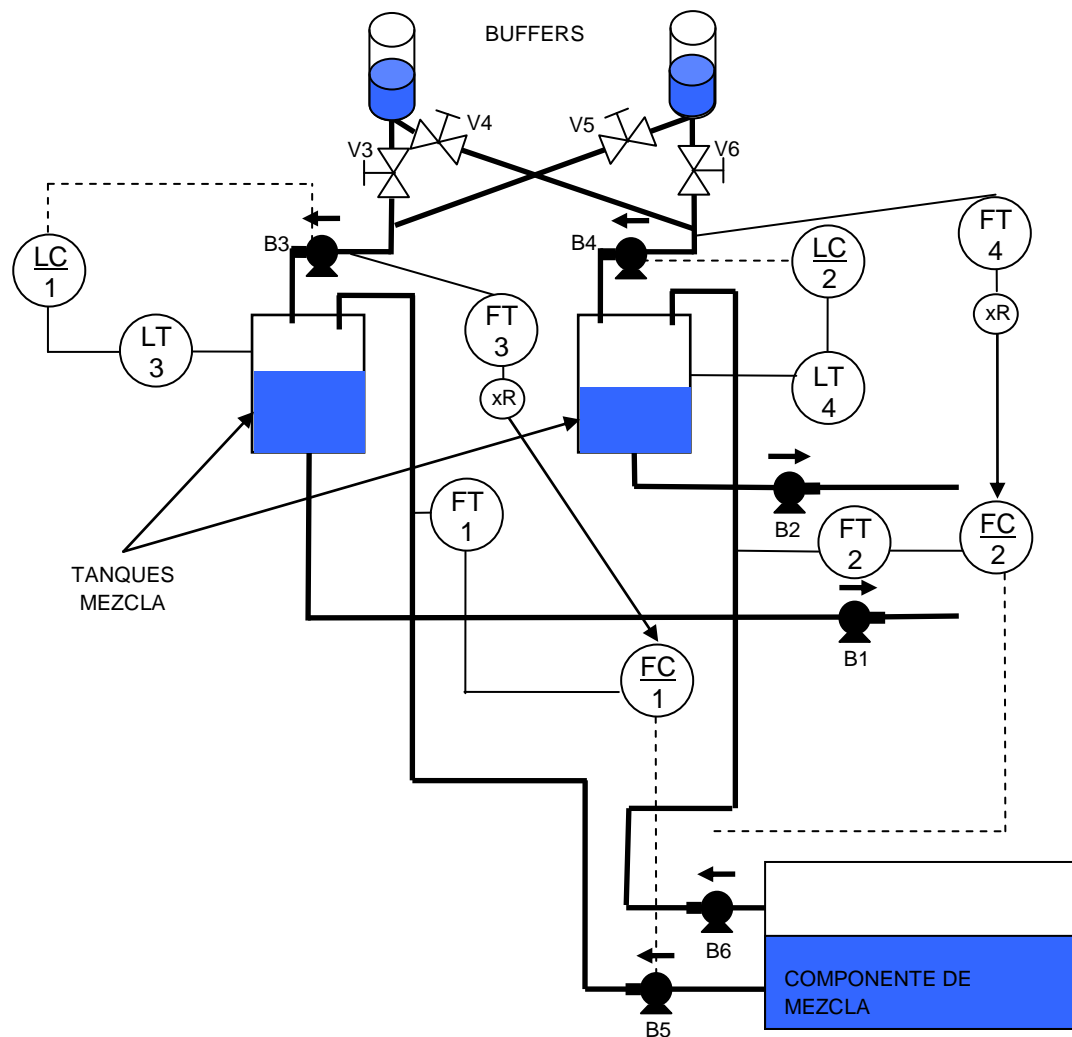 BUFFERS
V4
V5
V3
V6
LC
1
B3
B4
LC
2
FT
4
LT
3
FT
3
xR
xR
LT
4
FT
1
B2
FT
2
FC
2
TANQUES
MEZCLA
B1
FC
1
B6
COMPONENTE DE
MEZCLA
B5